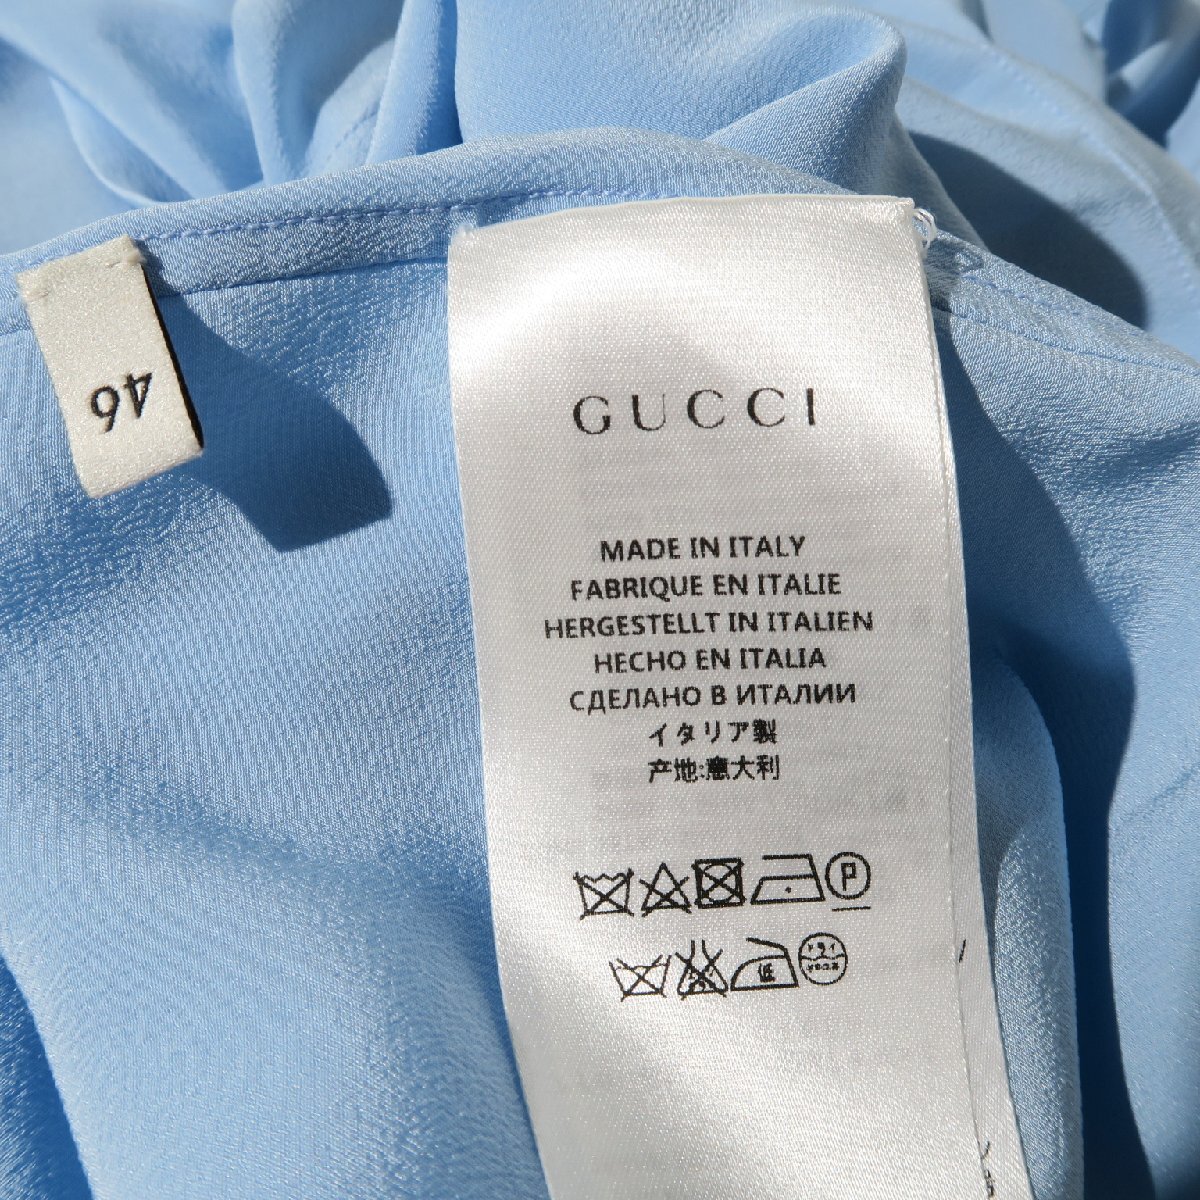 46
GUCCI
MADE IN ITALY
FABRIQUE EN ITALIE
HERGESTELLT IN ITALIEN
HECHO EN ITALIA
СДЕЛАНО В ИТАЛИИ
イタリア製
产地:意大利
P
低